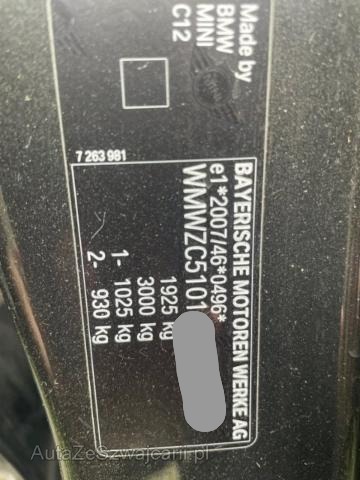 Made by
BMW
MINI
C12
7 263 981
BAYERISCHE MOTOREN WERKE AG
e1*2007/46*0496*
WMWZC5101
1925 kg
3000 kg
1- 1025 kg
2- 930 kg
AutaZeSzwajcarii.pl